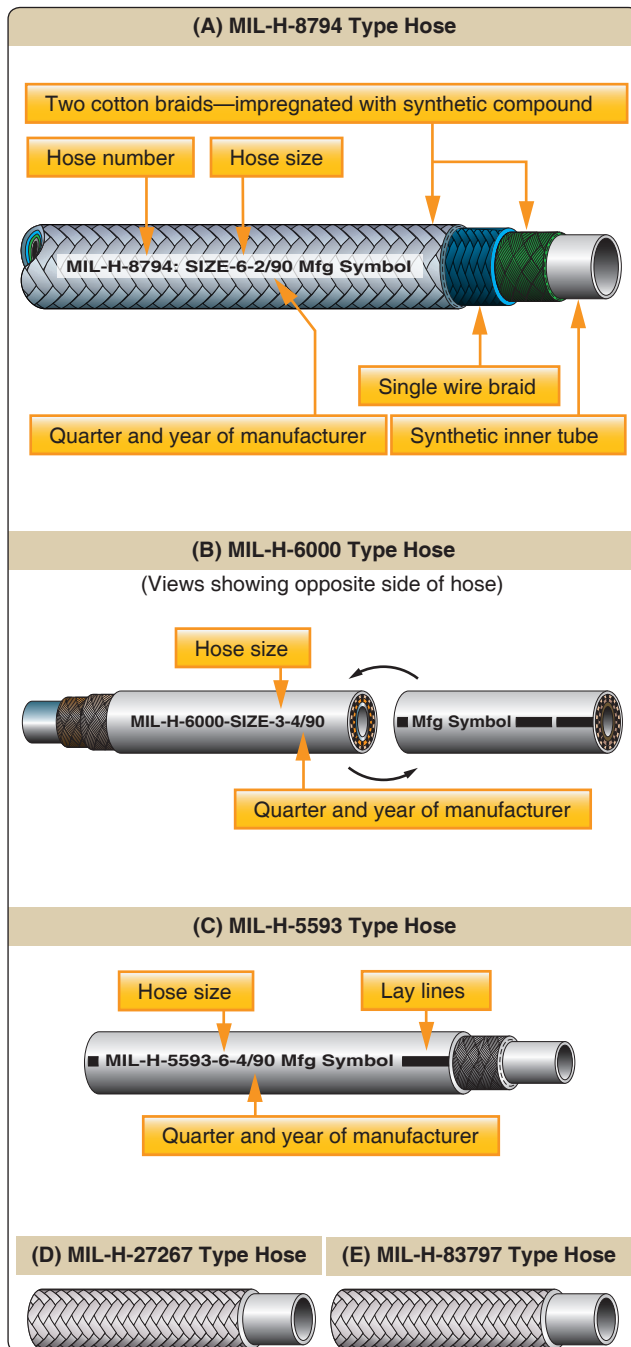 (A) MIL-H-8794 Type Hose
Two cotton braids—impregnated with synthetic compound
Hose number
Hose size
MIL-H-8794: SIZE-6-2/90 Mfg Symbol
Single wire braid
Quarter and year of manufacturer
Synthetic inner tube
(B) MIL-H-6000 Type Hose
(Views showing opposite side of hose)
Hose size
MIL-H-6000-SIZE-3-4/90
Mfg Symbol
Quarter and year of manufacturer
(C) MIL-H-5593 Type Hose
Hose size
Lay lines
MIL-H-5593-6-4/90 Mfg Symbol
Quarter and year of manufacturer
(D) MIL-H-27267 Type Hose
(E) MIL-H-83797 Type Hose